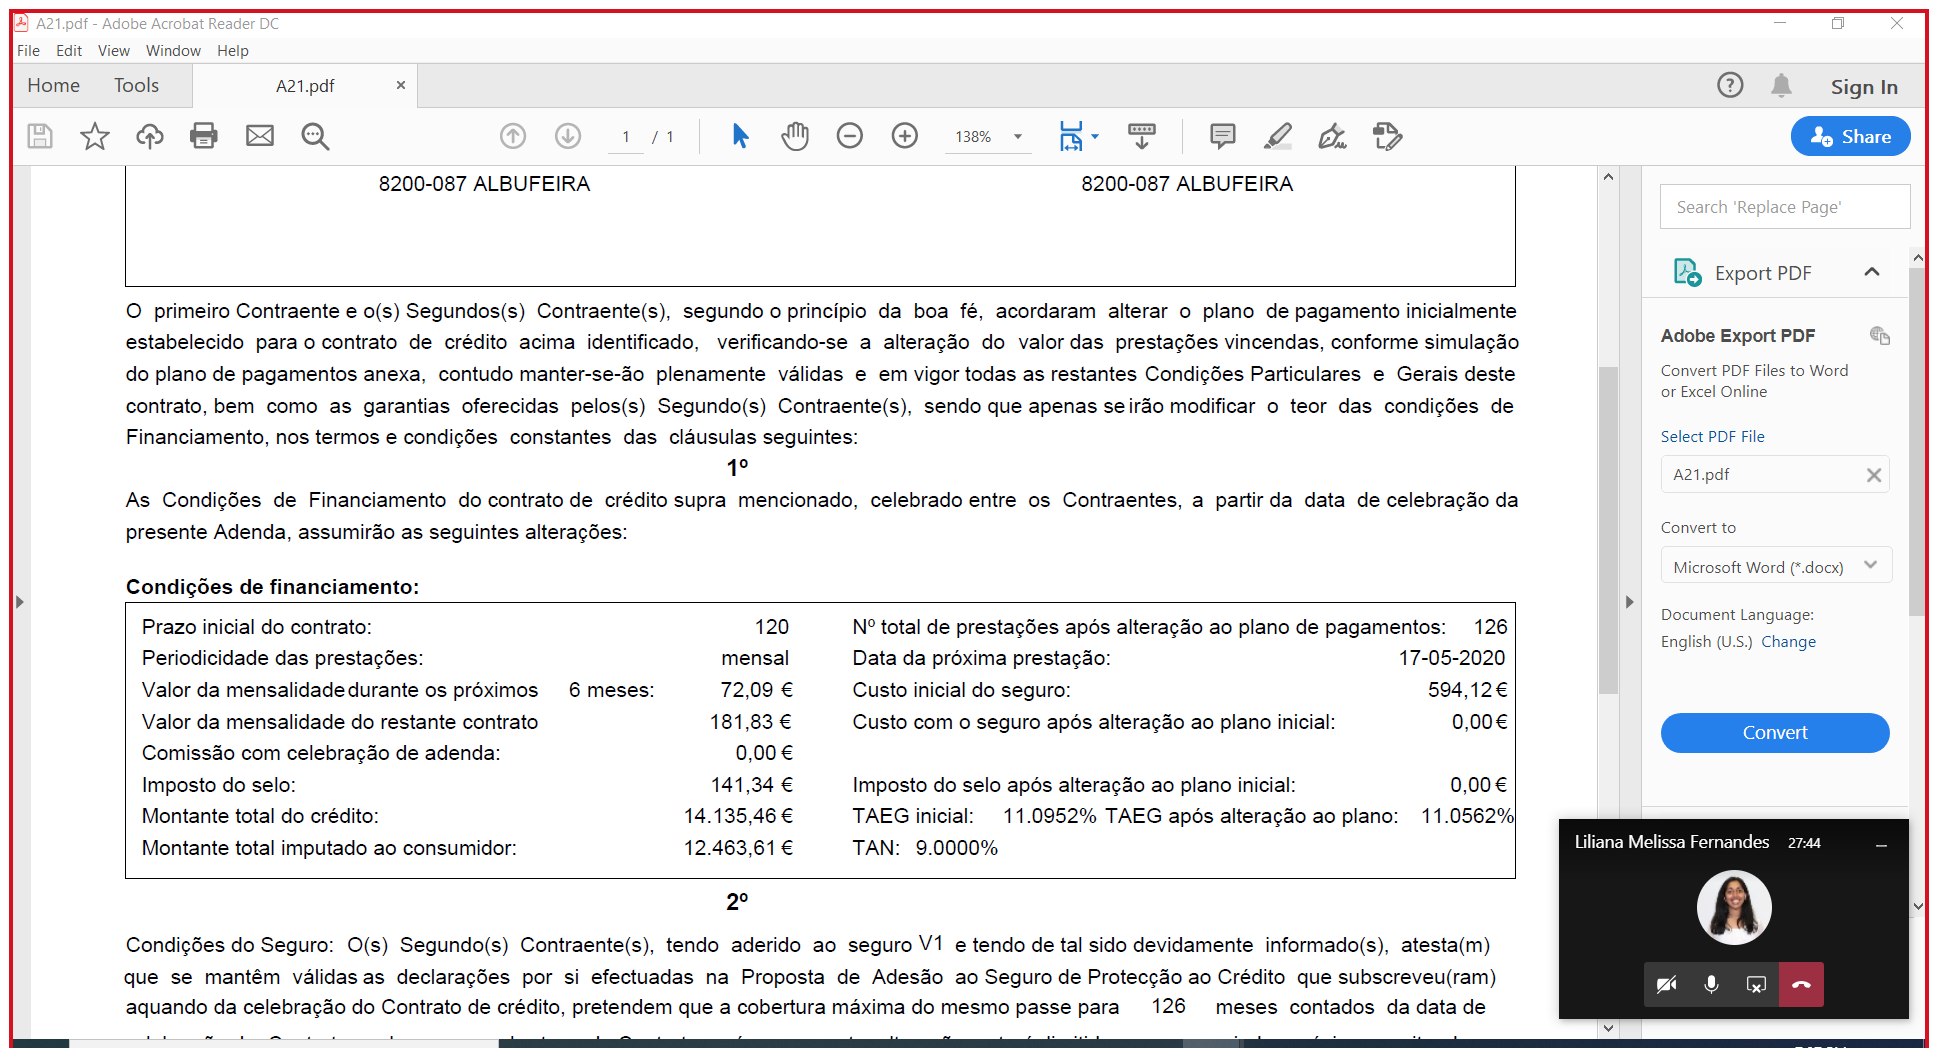 A21.pdf - Adobe Acrobat Reader DC
File Edit View Window Help
Home Tools A21.pdf × Sign In
1 / 1 138% Share
8200-087 ALBUFEIRA 8200-087 ALBUFEIRA
O primeiro Contraente e o(s) Segundos(s) Contraente(s), segundo o princípio da boa fé, acordaram alterar o plano de pagamento inicialmente
estabelecido para o contrato de crédito acima identificado, verificando-se a alteração do valor das prestações vincendas, conforme simulação
do plano de pagamentos anexa, contudo manter-se-ão plenamente válidas e em vigor todas as restantes Condições Particulares e Gerais deste
contrato, bem como as garantias oferecidas pelos(s) Segundo(s) Contraente(s), sendo que apenas se irão modificar o teor das condições de
Financiamento, nos termos e condições constantes das cláusulas seguintes:
1º
As Condições de Financiamento do contrato de crédito supra mencionado, celebrado entre os Contraentes, a partir da data de celebração da
presente Adenda, assumirão as seguintes alterações:
Condições de financiamento:
Prazo inicial do contrato: 120 Nº total de prestações após alteração ao plano de pagamentos: 126
Periodicidade das prestações: mensal Data da próxima prestação: 17-05-2020
Valor da mensalidade durante os próximos 6 meses: 72,09 € Custo inicial do seguro: 594,12 €
Valor da mensalidade do restante contrato 181,83 € Custo com o seguro após alteração ao plano inicial: 0,00 €
Comissão com celebração de adenda: 0,00 €
Imposto do selo: 141,34 € Imposto do selo após alteração ao plano inicial: 0,00 €
Montante total do crédito: 14.135,46 € TAEG inicial: 11.0952% TAEG após alteração ao plano: 11.0562%
Montante total imputado ao consumidor: 12.463,61 € TAN: 9.0000%
2º
Condições do Seguro: O(s) Segundo(s) Contraente(s), tendo aderido ao seguro V1 e tendo de tal sido devidamente informado(s), atesta(m)
que se mantêm válidas as declarações por si efectuadas na Proposta de Adesão ao Seguro de Protecção ao Crédito que subscreveu(ram)
aquando da celebração do Contrato de crédito, pretendem que a cobertura máxima do mesmo passe para 126 meses contados da data de
Search 'Replace Page'
Export PDF
Adobe Export PDF
Convert PDF Files to Word
or Excel Online
Select PDF File
A21.pdf
Convert to
Microsoft Word (*.docx)
Document Language:
English (U.S.) Change
Convert
Liliana Melissa Fernandes 27:44